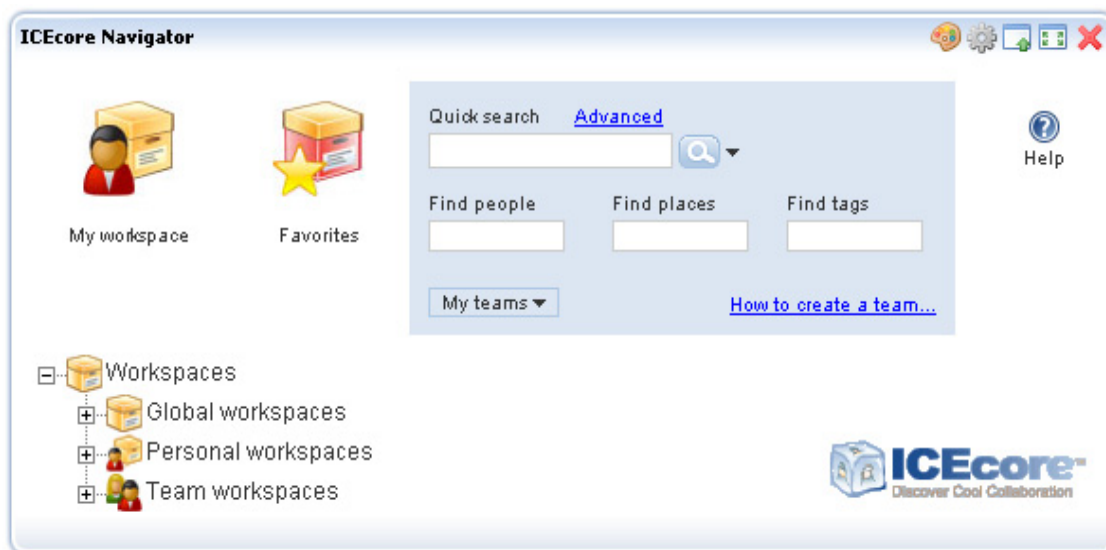 ICEcore Navigator
Quick search Advanced
Help
Find people Find places Find tags
My workspace Favorites
My teams How to create a team...
Workspaces
Global workspaces
Personal workspaces
Team workspaces
ICEcore
Discover Cool Collaboration